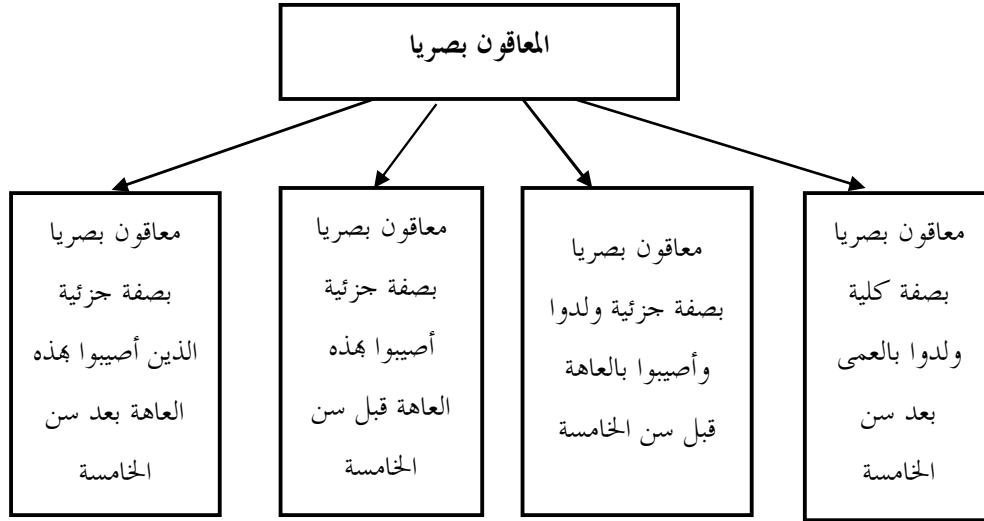 المعاقون بصريا
معاقون بصريا
بصفة كلية
ولدوا بالعمى
بعد سن
الخامسة
معاقون بصريا
بصفة جزئية ولدوا
وأصيبوا بالعاهة
قبل سن الخامسة
معاقون بصريا
بصفة جزئية
أصيبوا بهذه
العاهة قبل سن
الخامسة
معاقون بصريا
بصفة جزئية
الذين أصيبوا بهذه
العاهة بعد سن
الخامسة